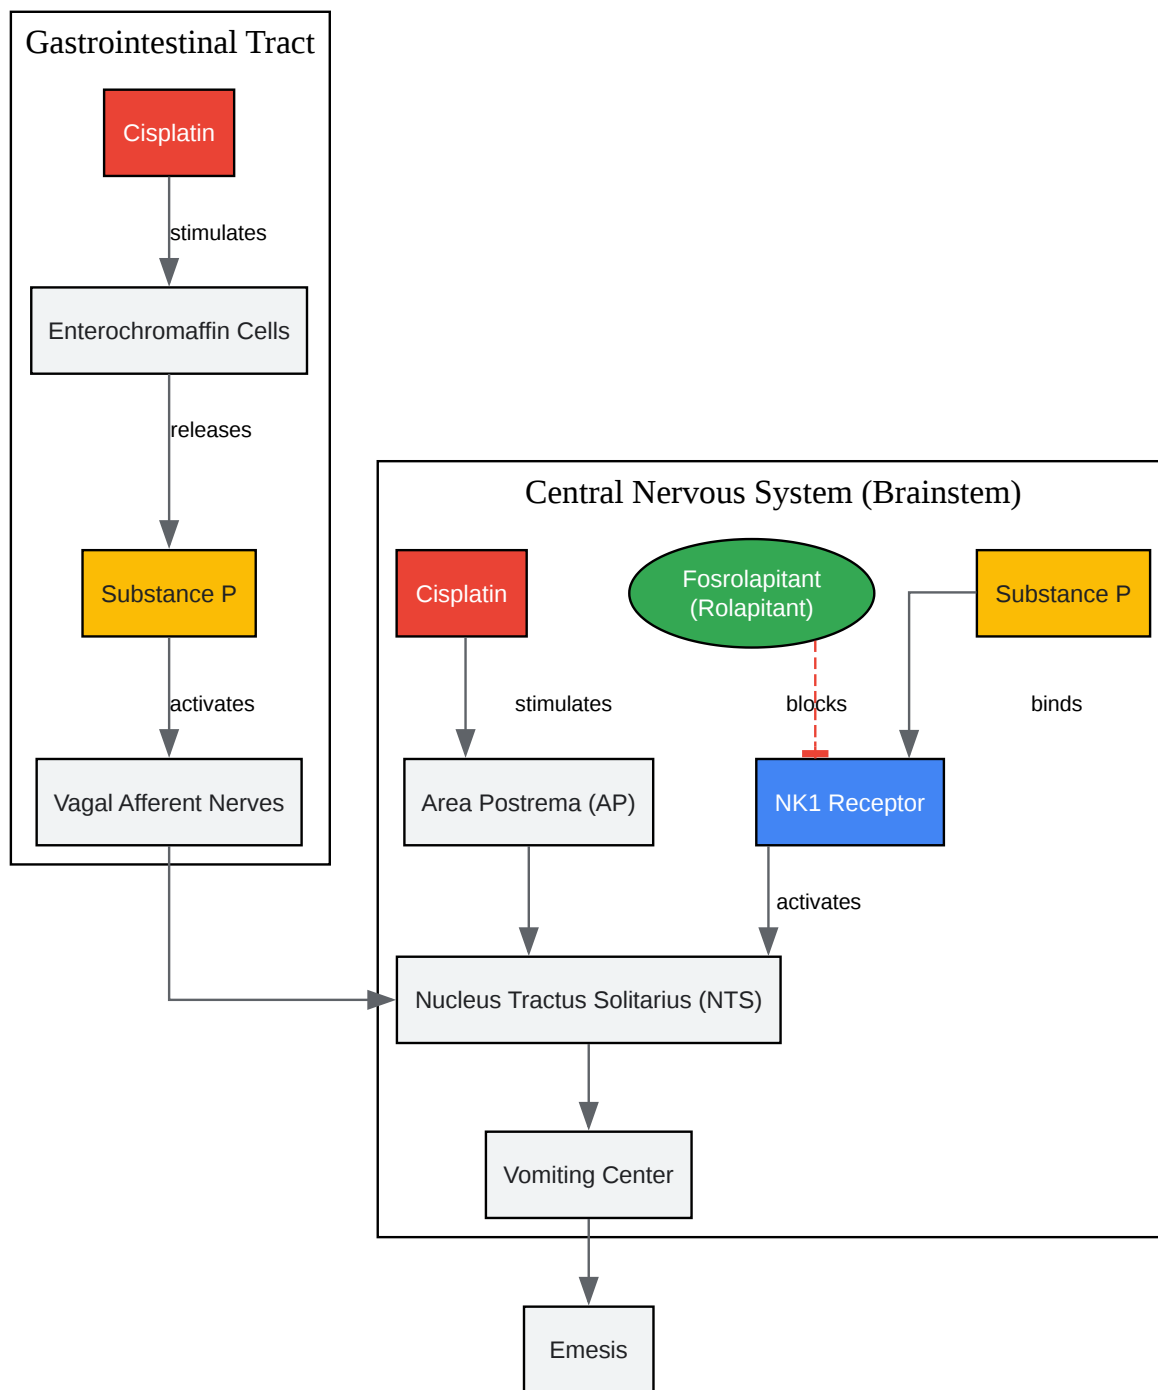 Gastrointestinal Tract
Cisplatin
stimulates
Enterochromaffin Cells
releases
Substance P
activates
Vagal Afferent Nerves
Central Nervous System (Brainstem)
Cisplatin
Fosrolapitant
(Rolapitant)
Substance P
stimulates
blocks
binds
Area Postrema (AP)
NK1 Receptor
activates
Nucleus Tractus Solitarius (NTS)
Vomiting Center
Emesis